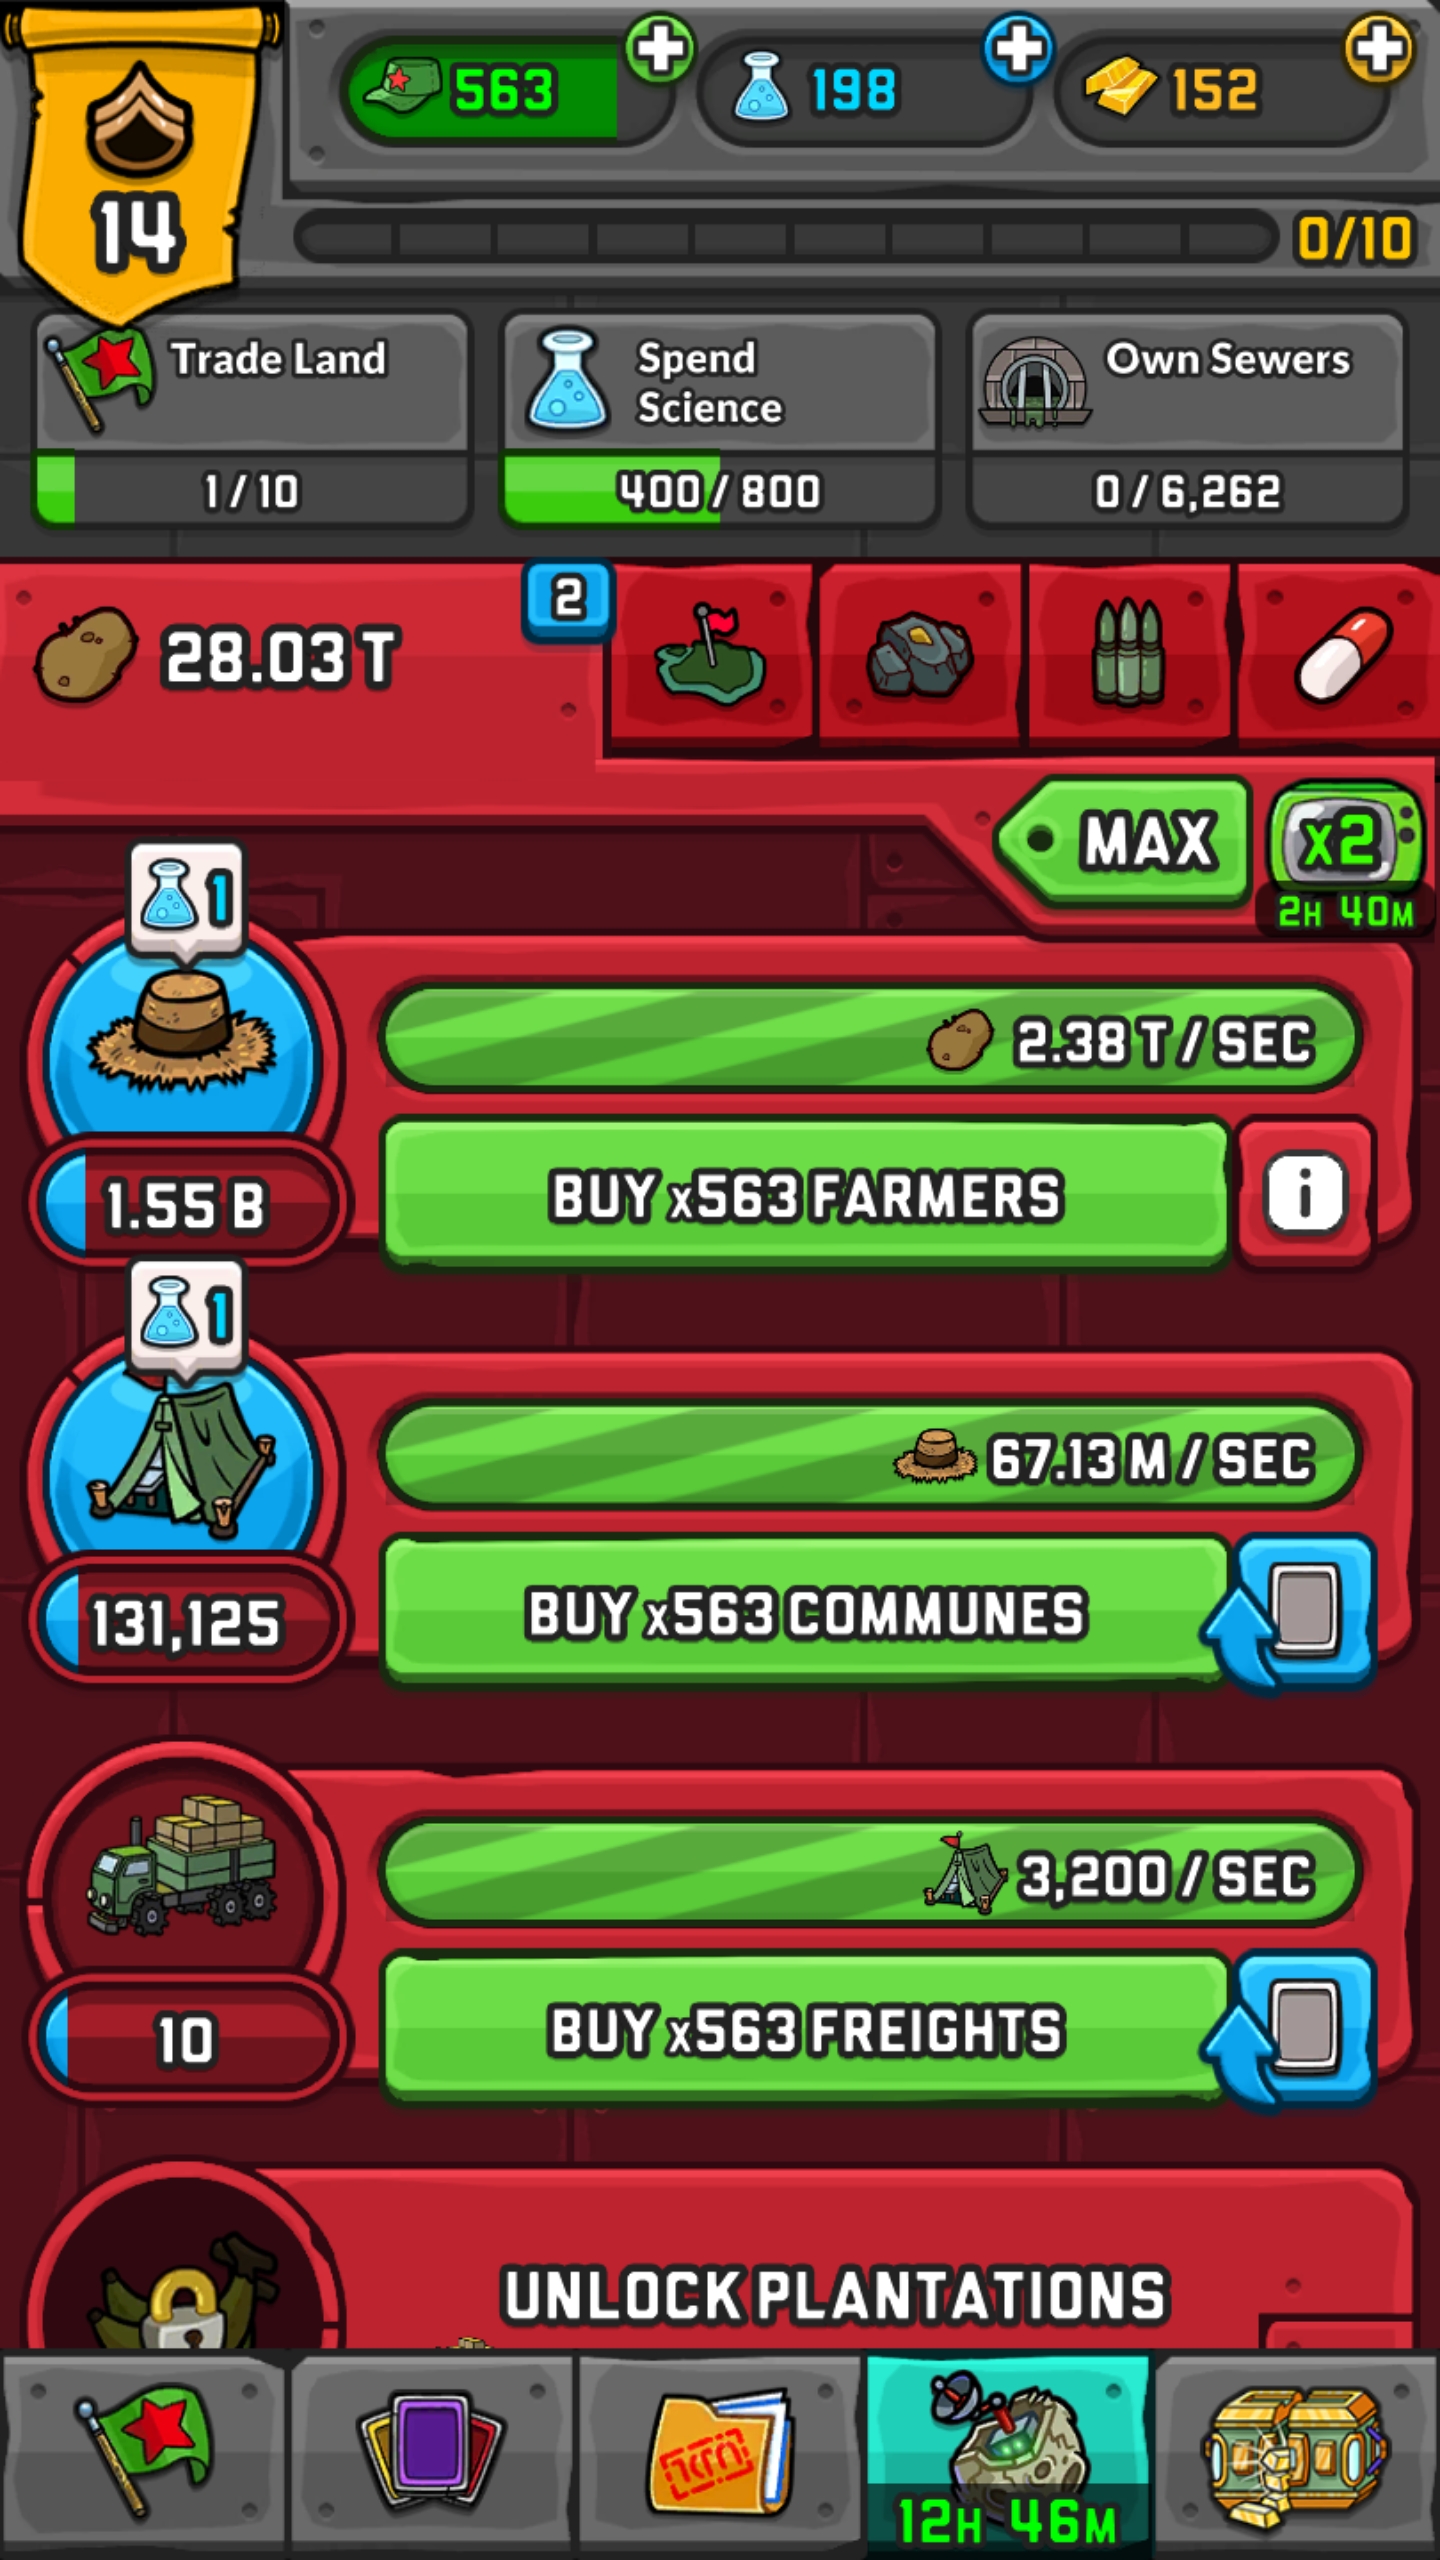 563
198
152
14
0/10
Trade Land
Spend
Science
Own Sewers
1 / 10
400 / 800
0 / 6,262
28.03 T
2
MAX
x2
2H 40M
1
2.38 T / SEC
1.55 B
BUY x563 FARMERS
i
1
67.13 M / SEC
131,125
BUY x563 COMMUNES
3,200 / SEC
10
BUY x563 FREIGHTS
UNLOCK PLANTATIONS
12H 46M